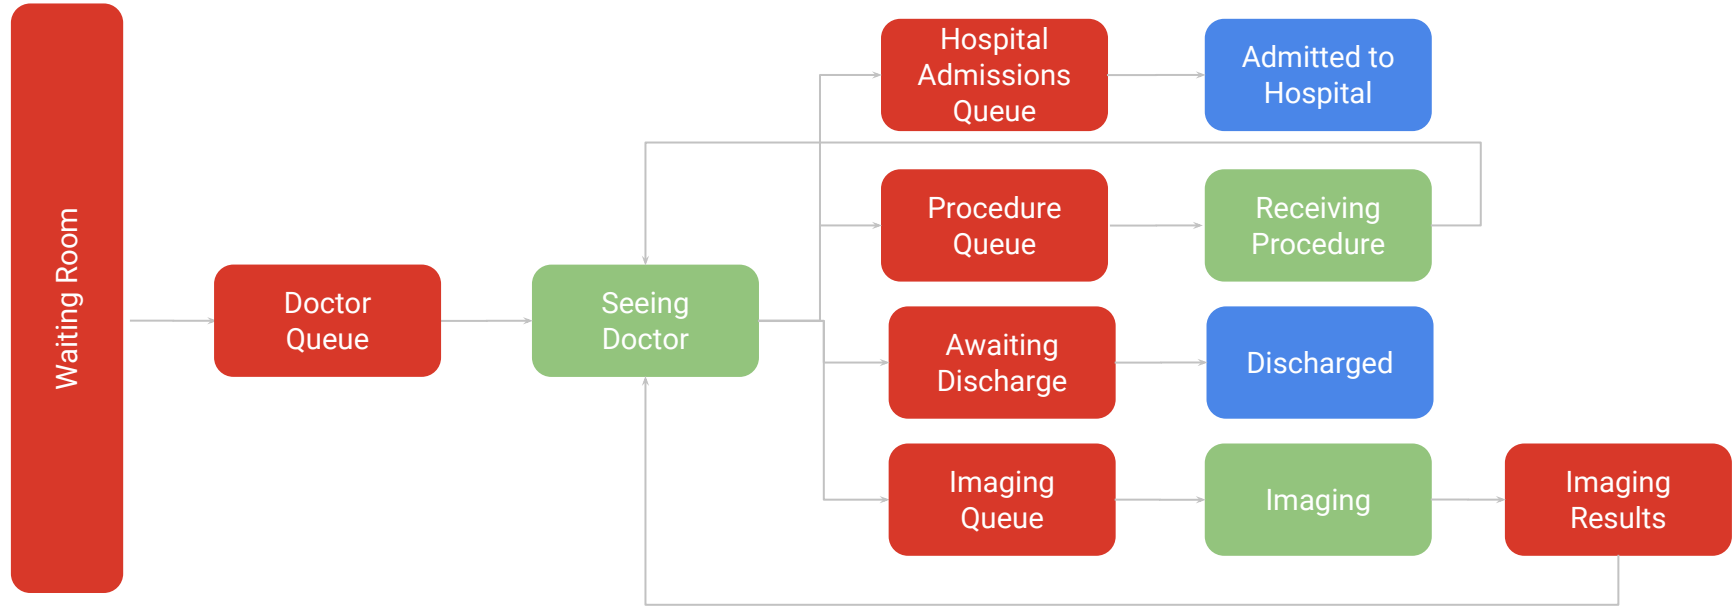 Waiting Room
Doctor
Queue
Seeing
Doctor
Hospital
Admissions
Queue
Admitted to
Hospital
Procedure
Queue
Receiving
Procedure
Awaiting
Discharge
Discharged
Imaging
Queue
Imaging
Imaging
Results